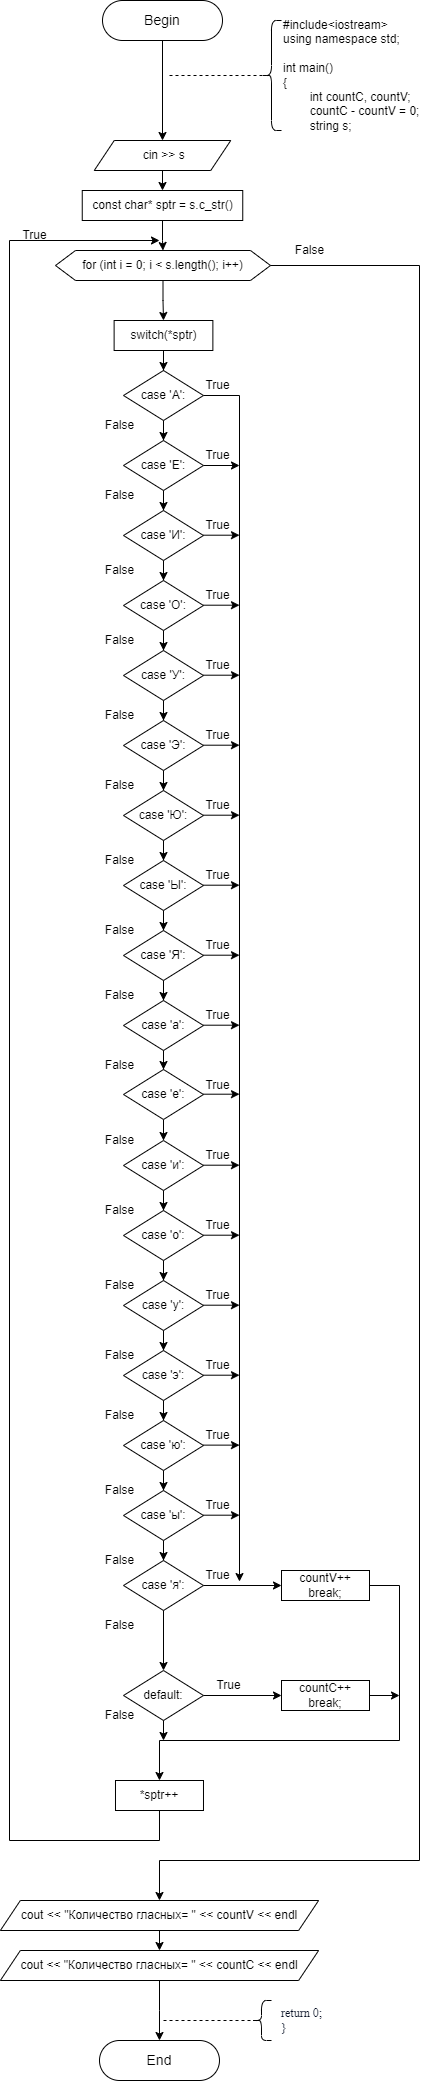 Begin
#include<iostream>
using namespace std;
int main()
{
int countC, countV;
countC - countV = 0;
string s;
cin >> s
const char* sptr = s.c_str()
True
False
for (int i = 0; i < s.length(); i++)
switch(*sptr)
case 'А':
True
False
case 'Е':
True
False
case 'И':
True
False
case 'О':
True
False
case 'У':
True
False
case 'Э':
True
False
case 'Ю':
True
False
case 'Ы':
True
False
case 'Я':
True
False
case 'а':
True
False
case 'е':
True
False
case 'и':
True
False
case 'о':
True
False
case 'у':
True
False
case 'э':
True
False
case 'ю':
True
False
case 'ы':
True
False
case 'я':
True
countV++
break;
False
default:
True
countC++
break;
False
*sptr++
cout << "Количество гласных= " << countV << endl
cout << "Количество гласных= " << countC << endl
return 0;
}
End